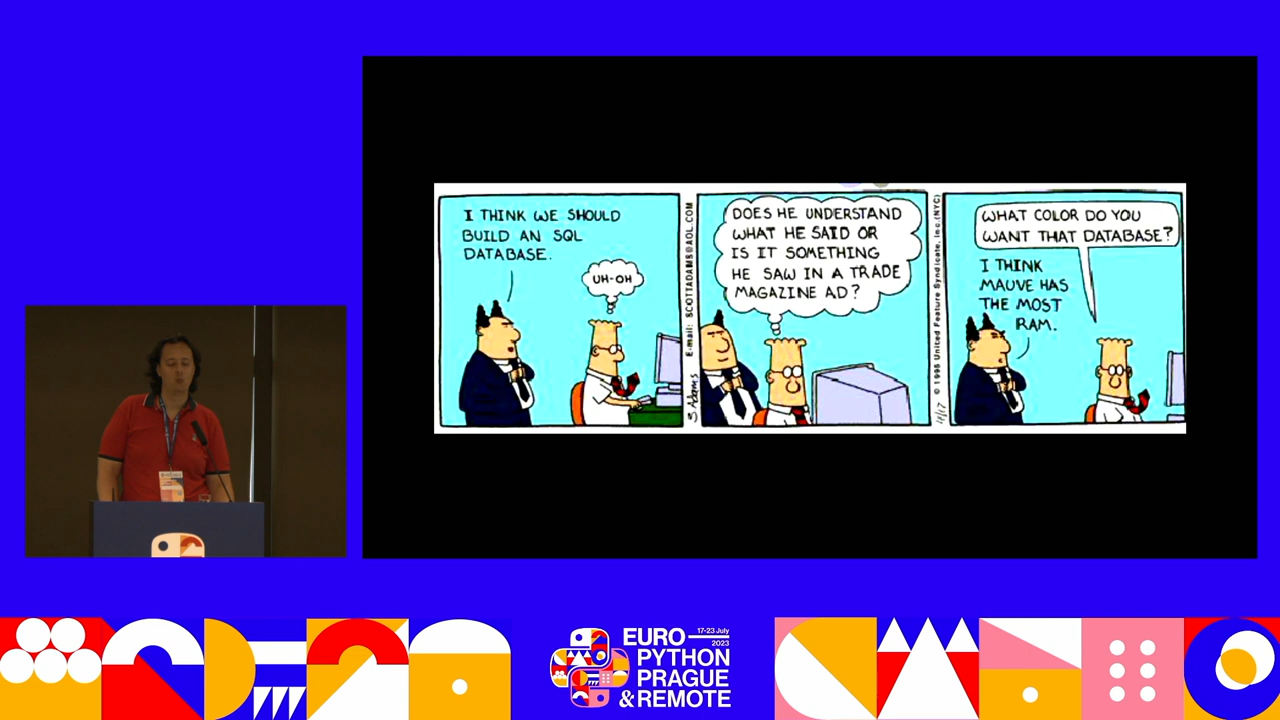 I THINK WE SHOULD
BUILD AN SQL
DATABASE.
UH-OH
S Adams
E-mail: SCOTTADAMS@AOL.COM
DOES HE UNDERSTAND
WHAT HE SAID OR
IS IT SOMETHING
HE SAW IN A TRADE
MAGAZINE AD?
11/17 © 1995 United Feature Syndicate, Inc.(NYC)
WHAT COLOR DO YOU
WANT THAT DATABASE?
I THINK
MAUVE HAS
THE MOST
RAM.
EURO
17-23 July
2023
PYTHON
PRAGUE
& REMOTE